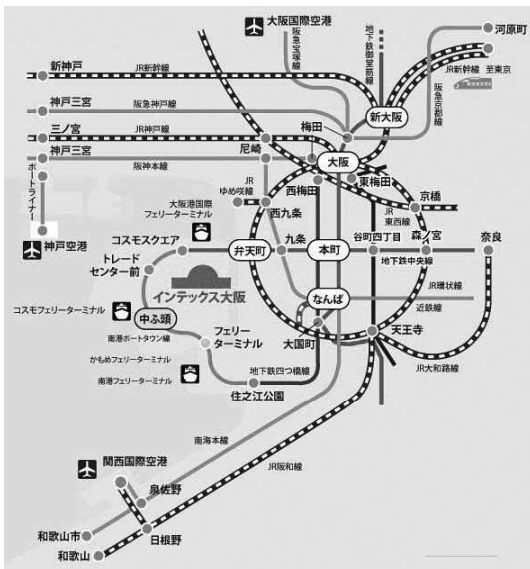 大阪国際空港
阪急宝塚線
地下鉄御堂筋線
河原町
新神戸
JR新幹線
JR新幹線 至東京
神戸三宮
阪急神戸線
阪急京都線
新大阪
三ノ宮
JR神戸線
梅田
尼崎
大阪
神戸三宮
阪神本線
東梅田
西梅田
京橋
ポートライナー
JR
ゆめ咲線
大阪港国際
フェリーターミナル
西九条
JR
東西線
神戸空港
コスモスクエア
弁天町
九条
本町
谷町四丁目
森ノ宮
奈良
地下鉄中央線
トレード
センター前
インテックス大阪
なんば
JR環状線
近鉄線
コスモフェリーターミナル
中ふ頭
南港ポートタウン線
フェリー
ターミナル
大国町
天王寺
かもめフェリーターミナル
南港フェリーターミナル
地下鉄四つ橋線
JR大和路線
住之江公園
南海本線
JR阪和線
関西国際空港
泉佐野
和歌山市
日根野
和歌山